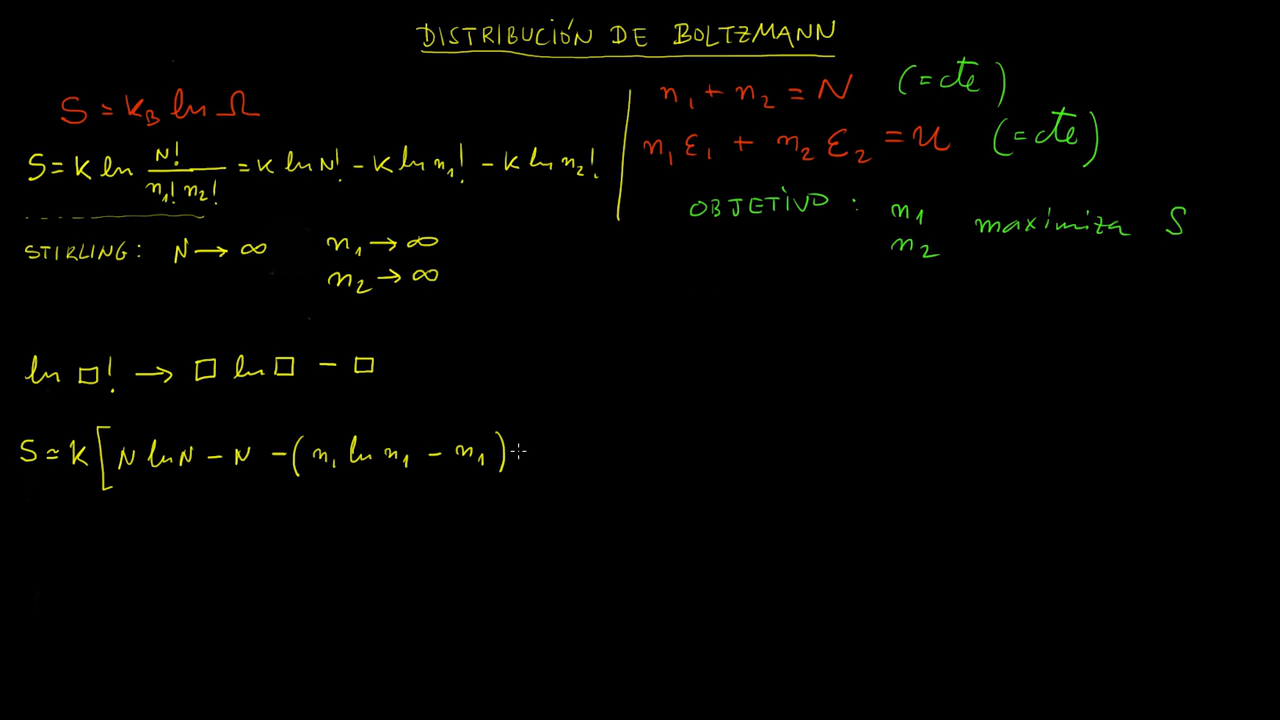 DISTRIBUCIÓN DE BOLTZMANN
S = K_B ln Ω
S = K ln N!/(n₁! n₂!) = K ln N! − K ln n₁! − K ln n₂!
STIRLING: N → ∞ n₁ → ∞
n₂ → ∞
ln □! → □ ln □ − □
S ≃ K [ N ln N − N − ( n₁ ln n₁ − n₁ )
n₁ + n₂ = N (= cte)
n₁ ε₁ + n₂ ε₂ = U (= cte)
OBJETIVO : n₁ maximiza S
n₂